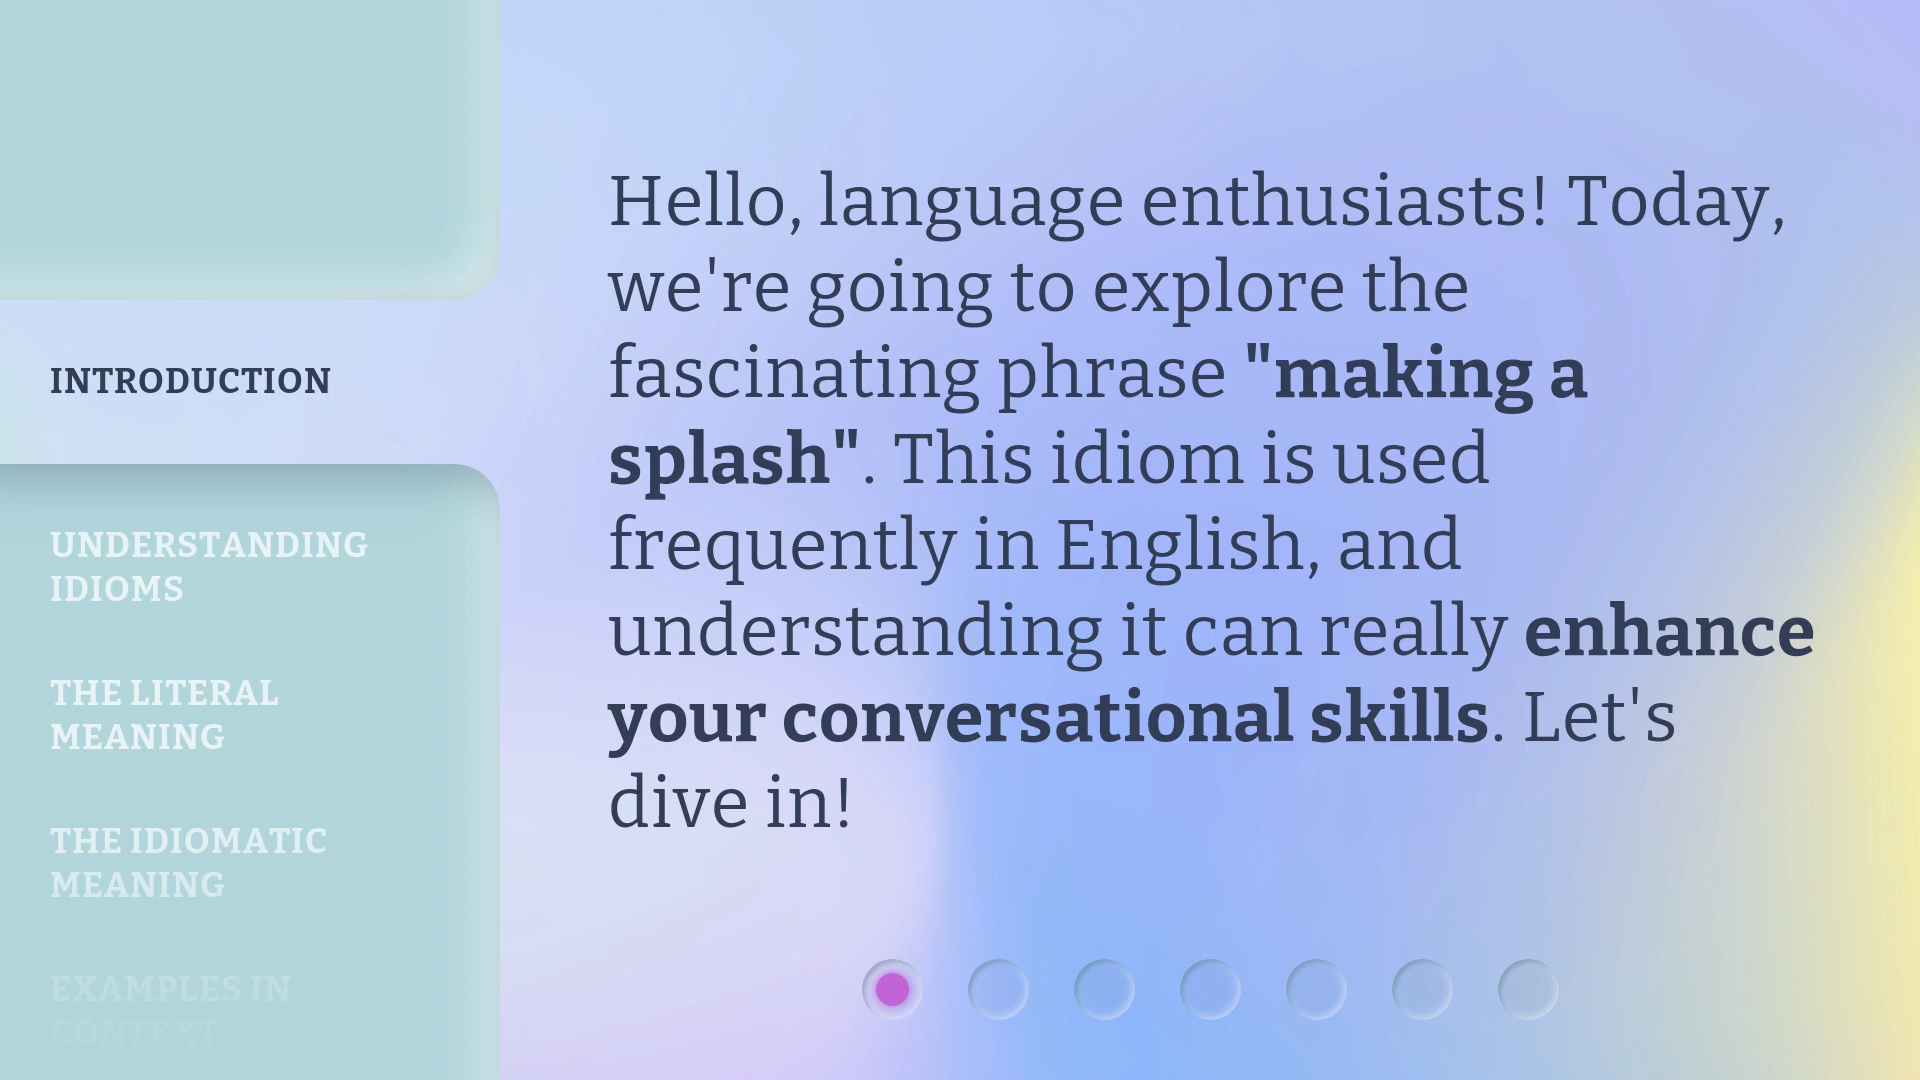 INTRODUCTION
UNDERSTANDING
IDIOMS
THE LITERAL
MEANING
THE IDIOMATIC
MEANING
EXAMPLES IN
CONTEXT
Hello, language enthusiasts! Today,
we're going to explore the
fascinating phrase "making a
splash". This idiom is used
frequently in English, and
understanding it can really enhance
your conversational skills. Let's
dive in!